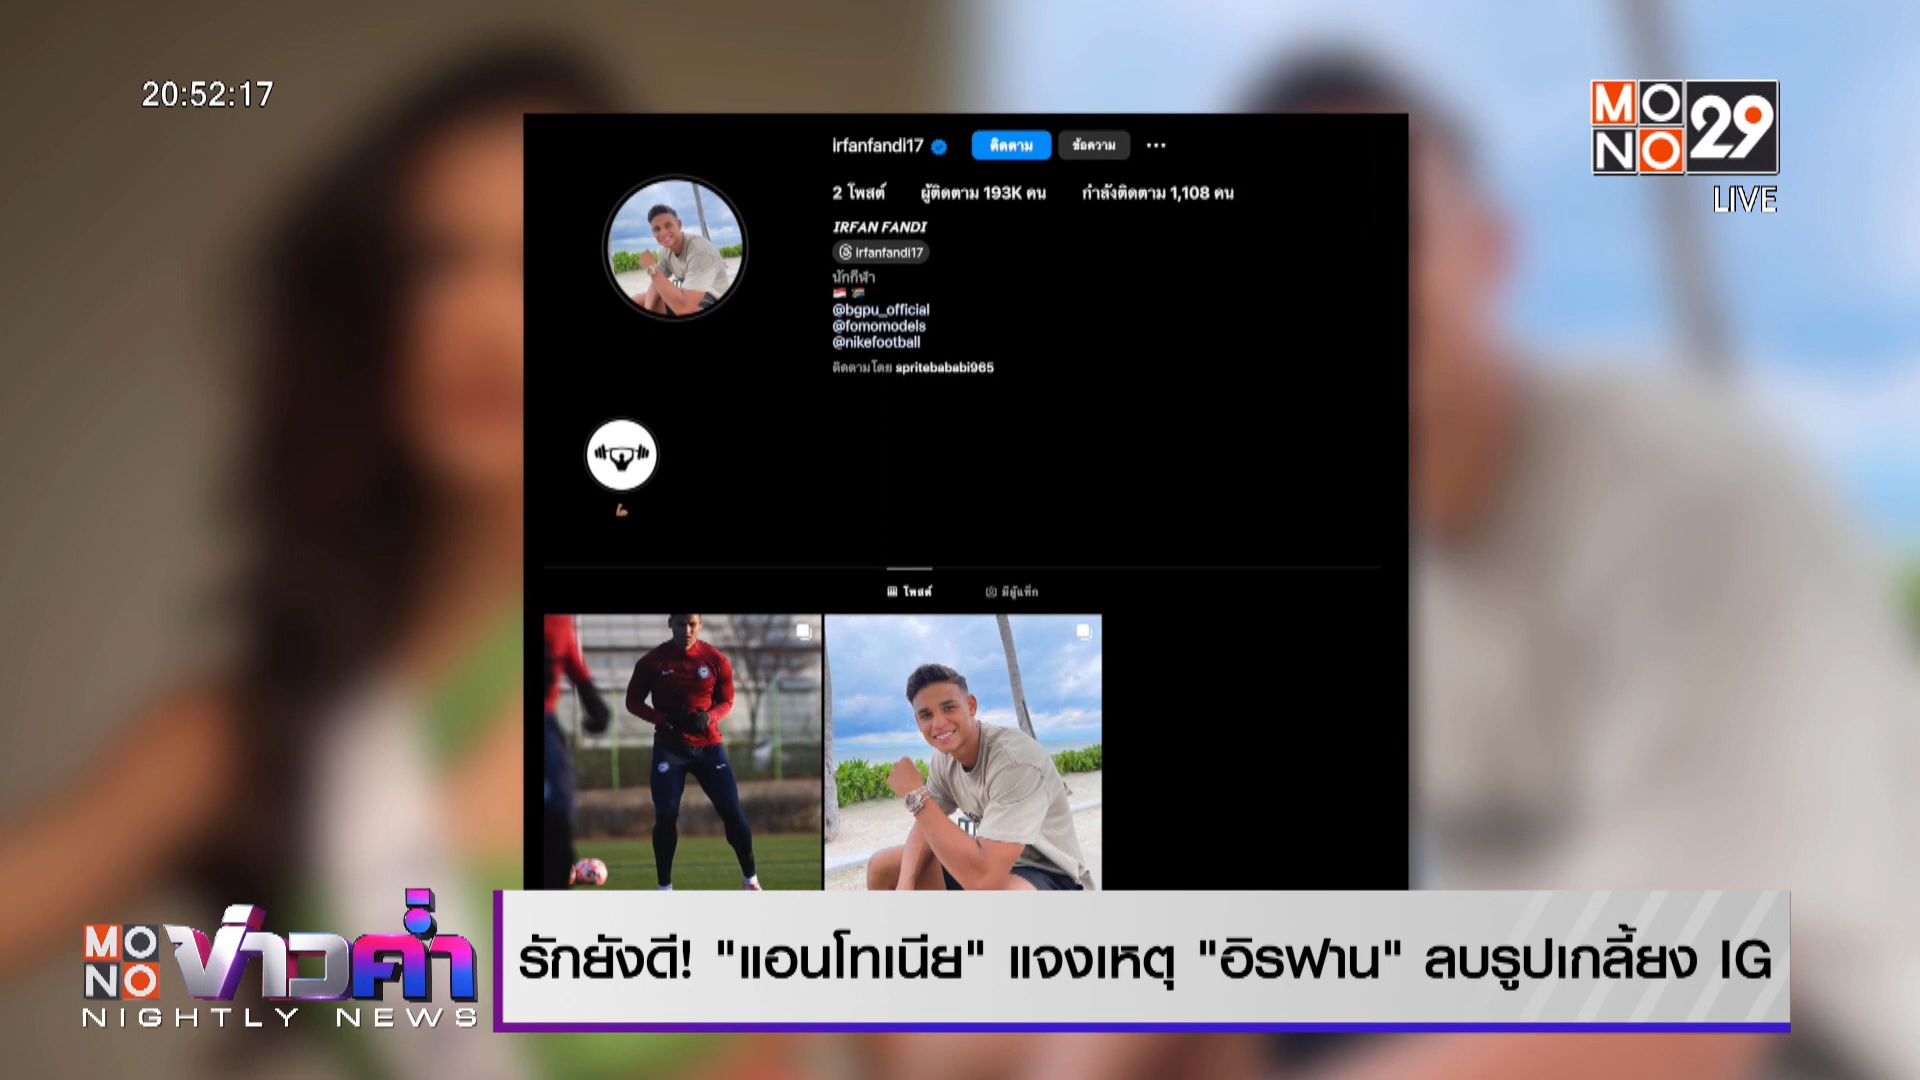 20:52:17
MONO 29
LIVE
irfanfandi17 ติดตาม ข้อความ ...
2 โพสต์ ผู้ติดตาม 193K คน กำลังติดตาม 1,108 คน
IRFAN FANDI
irfanfandi17
นักกีฬา
@bgpu_official
@fomomodels
@nikefootball
ติดตามโดย spritebababi965
โพสต์ มีผู้แท็ก
MONO ข่าวค่ำ
NIGHTLY NEWS
รักยังดี! "แอนโทเนีย" แจงเหตุ "อิรฟาน" ลบรูปเกลี้ยง IG